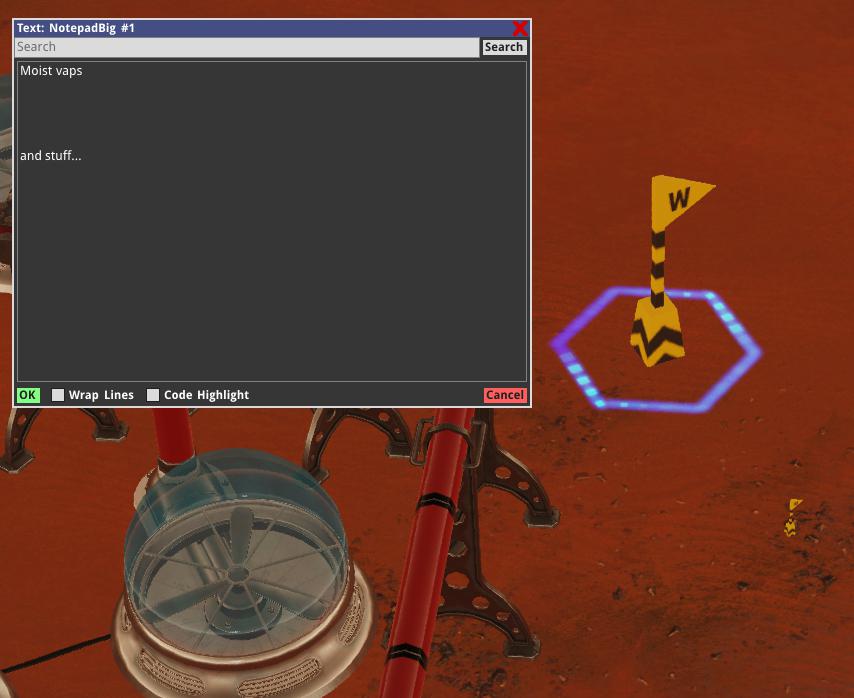 Text: NotepadBig #1
Search Search
Moist vaps
and stuff...
W
OK Wrap Lines Code Highlight Cancel